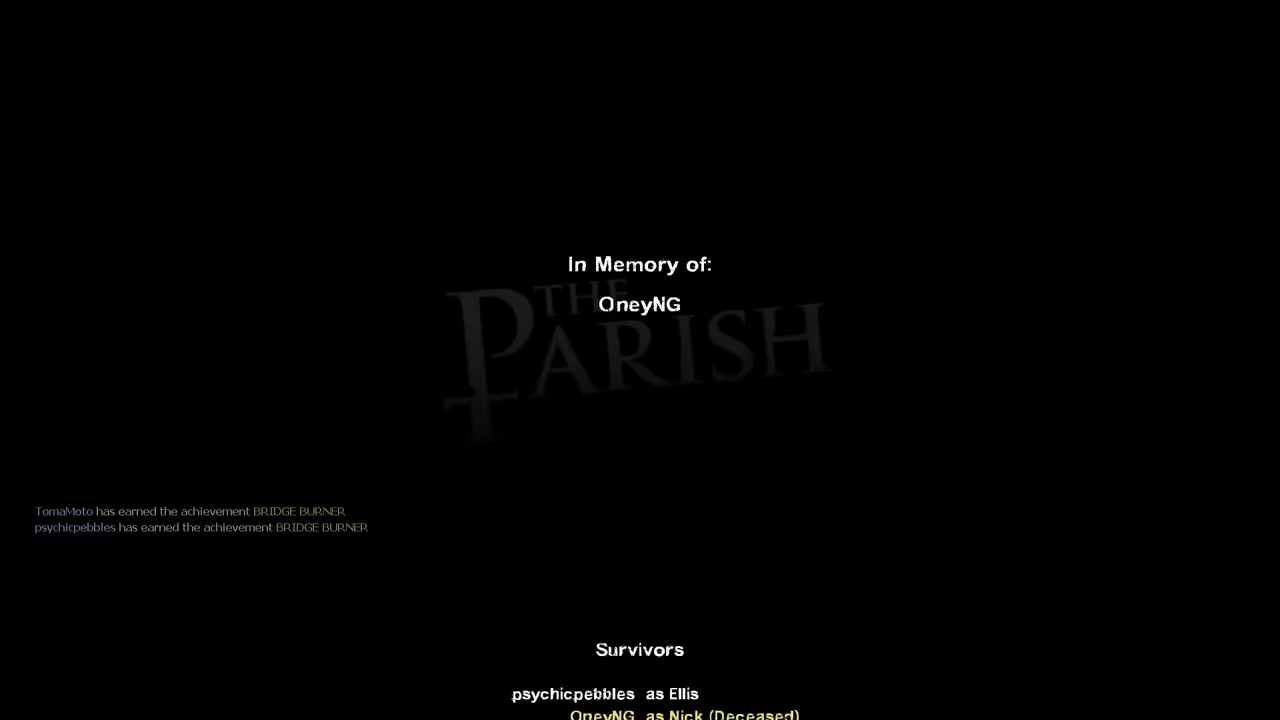 In Memory of:
OneyNG
THE
PARISH
TomaMoto has earned the achievement BRIDGE BURNER
psychicpebbles has earned the achievement BRIDGE BURNER
Survivors
psychicpebbles as Ellis
OneyNG as Nick (Deceased)